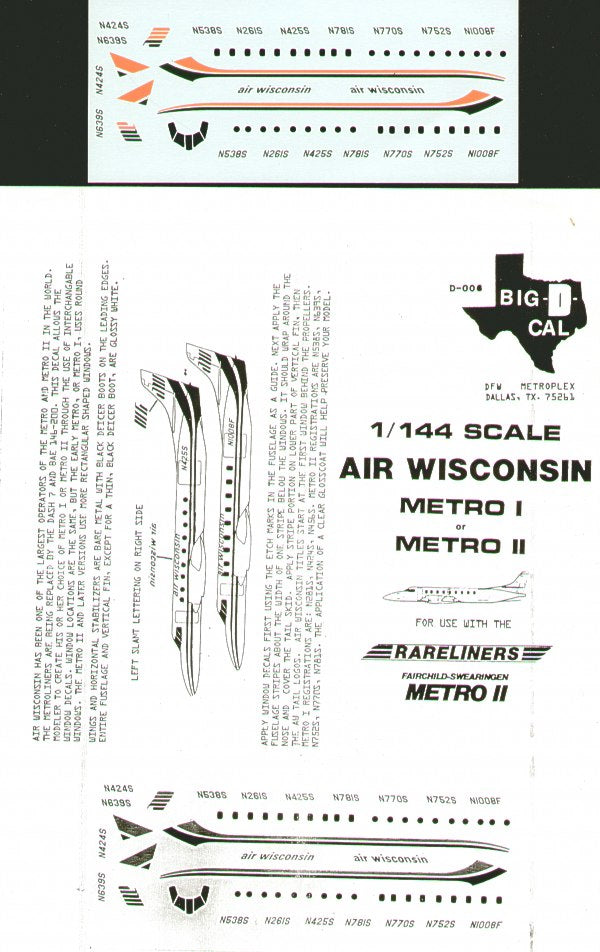 N424S
N639S
N538S N261S N425S N781S N770S N752S N1008F
N424S
air wisconsin air wisconsin
N639S
N538S N261S N425S N781S N770S N752S N1008F
AIR WISCONSIN HAS BEEN ONE OF THE LARGEST OPERATORS OF THE METRO AND METRO II IN THE WORLD.
THE METROLINERS ARE BEING REPLACED BY THE DASH 7 AND BAE 146-200. THIS DECAL ALLOWS THE
MODELER TO CREATE HIS OR HER CHOICE OF METRO I OR METRO II THROUGH THE USE OF INTERCHANGABLE
WINDOW DECALS. WINDOW LOCATIONS ARE THE SAME, BUT THE EARLY METRO, OR METRO I, USES ROUND
WINDOWS. THE METRO II AND LATER VERSIONS USE MORE RECTANGULAR SHAPED WINDOWS.
WINGS AND HORIZONTAL STABILIZERS ARE BARE METAL WITH BLACK DEICER BOOTS ON THE LEADING EDGES.
ENTIRE FUSELAGE AND VERTICAL FIN, EXCEPT FOR A THIN, BLACK DEICER BOOT, ARE GLOSSY WHITE.
LEFT SLANT LETTERING ON RIGHT SIDE
air wisconsin
air wisconsin
N425S
air wisconsin
N1008F
APPLY WINDOW DECALS FIRST USING THE ETCH MARKS IN THE FUSELAGE AS A GUIDE. NEXT APPLY THE
FUSELAGE STRIPES ABOUT THE WIDTH OF ONE STRIPE BELOW THE WINDOWS. IT SHOULD WRAP AROUND THE
NOSE AND COVER THE TAIL SKID. APPLY STRIPE PORTION ON LOWER PART OF VERTICAL FIN, THEN
THE AW TAIL LOGOS. AIR WISCONSIN TITLES START AT THE FIRST WINDOW BEHIND THE PROPELLERS.
METRO I REGISTRATIONS ARE: N424S, METRO II REGISTRATIONS ARE N538S, N639S,
N752S, N770S, N781S. THE APPLICATION OF A CLEAR GLOSSCOAT WILL HELP PRESERVE YOUR MODEL.
D-006
BIG-D
CAL
DFW METROPLEX
DALLAS, TX. 75261
1/144 SCALE
AIR WISCONSIN
METRO I
or
METRO II
FOR USE WITH THE
RARELINERS
FAIRCHILD-SWEARINGEN
METRO II
N424S
N639S
N538S N261S N425S N781S N770S N752S N1008F
N424S
air wisconsin air wisconsin
N639S
N538S N261S N425S N781S N770S N752S N1008F